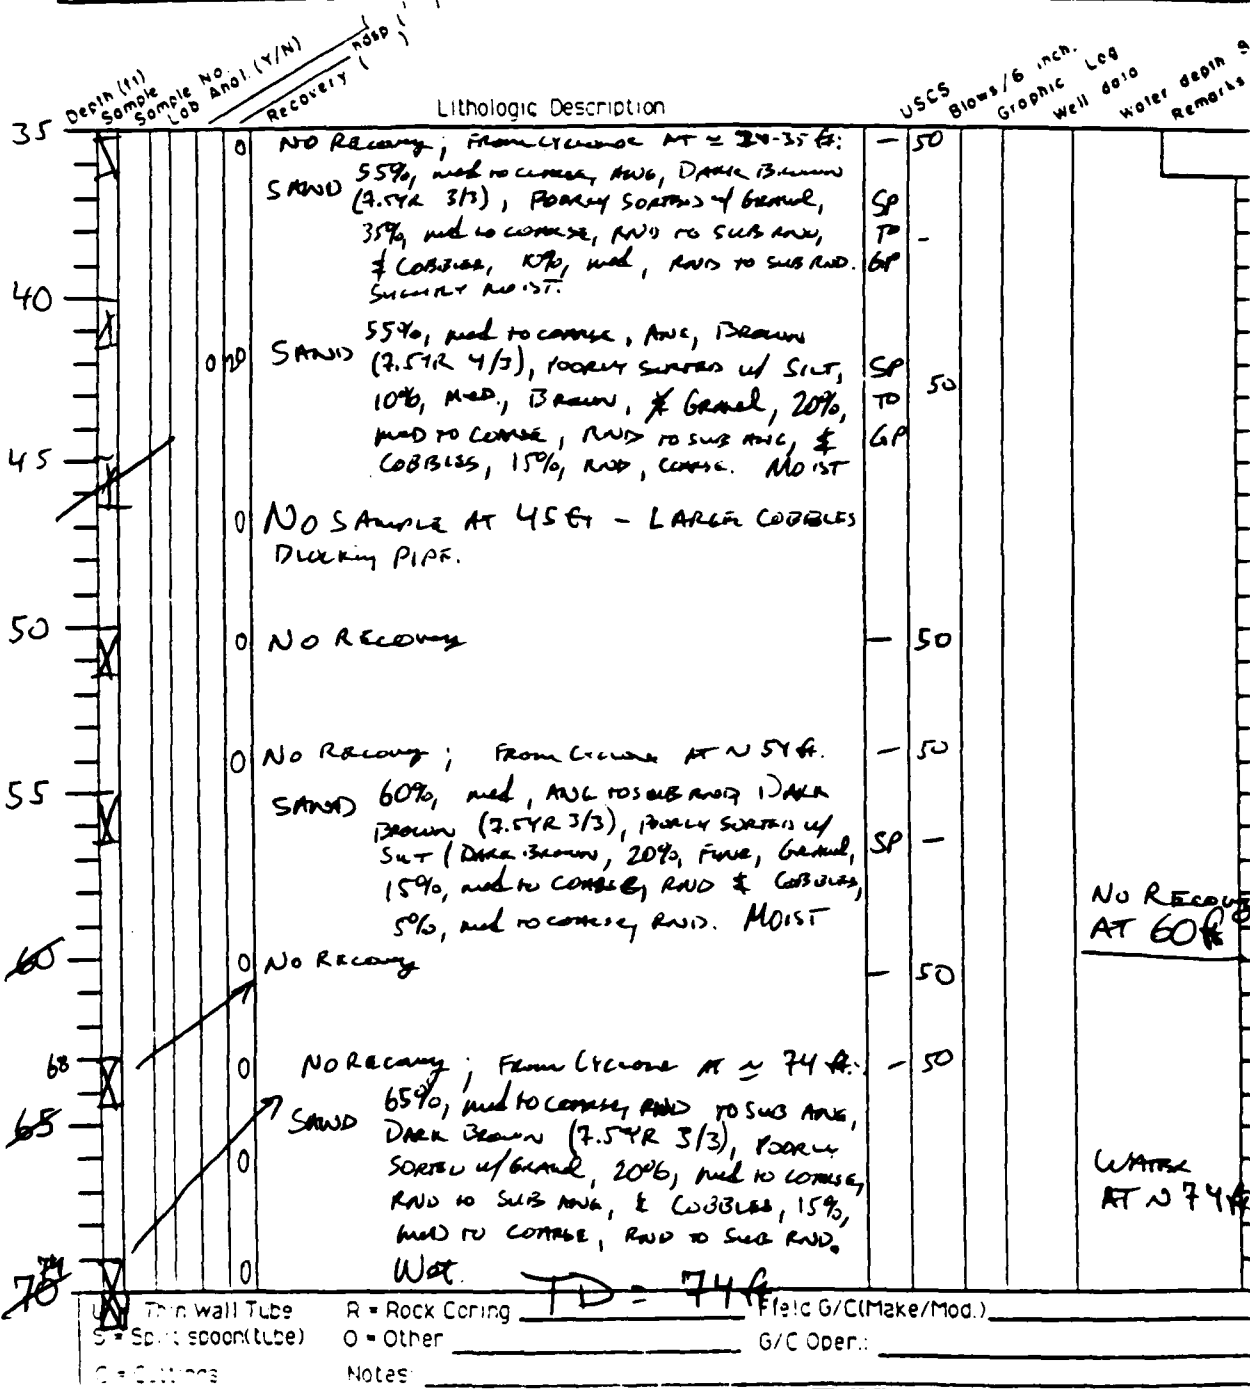 Depth (ft)
Sample
Sample No.
Lab Anal. (Y/N)
Recovery (
hdsp (
Lithologic Description
USCS
Blows/6 inch.
Graphic Log
Well data
Water depth
Remarks
35
0 NO Recovery; From cyclone AT ≃ 34-35 ft: - 50
SAND 55%, med to coarse, ANG, DARK Brown
(7.5YR 3/3), POORLY SORTED w/ Gravel, SP
35%, med to coarse, RND to SUB RND, TO -
& COBBLES, 10%, med, RND TO SUB RND. GP
SLIGHTLY MOIST.
40
SAND 55%, med to coarse, ANG, Brown
0 20 (7.5YR 4/3), POORLY SORTED w/ SILT, SP 50
10%, MED., Brown, & Gravel, 20%, TO
MED TO COARSE, RND TO SUB ANG, & GP
COBBLES, 15%, RND, COARSE. MOIST
45
0 NO SAMPLE AT 45 ft - LARGE COBBLES
Blocking PIPE.
50
0 NO Recovery - 50
0 No Recovery; From Cyclone AT ~ 54 ft. - 50
55
SAND 60%, med, ANG TO SUB RND, DARK
Brown (7.5YR 3/3), POORLY SORTED w/
SILT (DARK Brown, 20%, FINE, Gravel, SP -
15%, med to COARSE, RND & COBBLES,
5%, med to coarse, RND. MOIST
NO RECOVERY
AT 60 ft
60
0 No Recovery - 50
68
0 NO Recovery; From Cyclone AT ≃ 74 ft: - 50
65
SAND 65%, med to coarse, RND TO SUB ANG,
DARK Brown (7.5YR 3/3), POORLY
0 SORTED w/ GRAVEL, 20%, med to coarse,
RND to SUB ANG, & COBBLES, 15%,
MED TO COARSE, RND TO SUB RND.
Wet.
WATER
AT ~ 74 ft
74
70
0
TD = 74 ft
Thin Wall Tube R = Rock Coring Field G/C(Make/Mod.)
S = Split spoon(tube) O = Other G/C Oper.:
C = Cuttings Notes